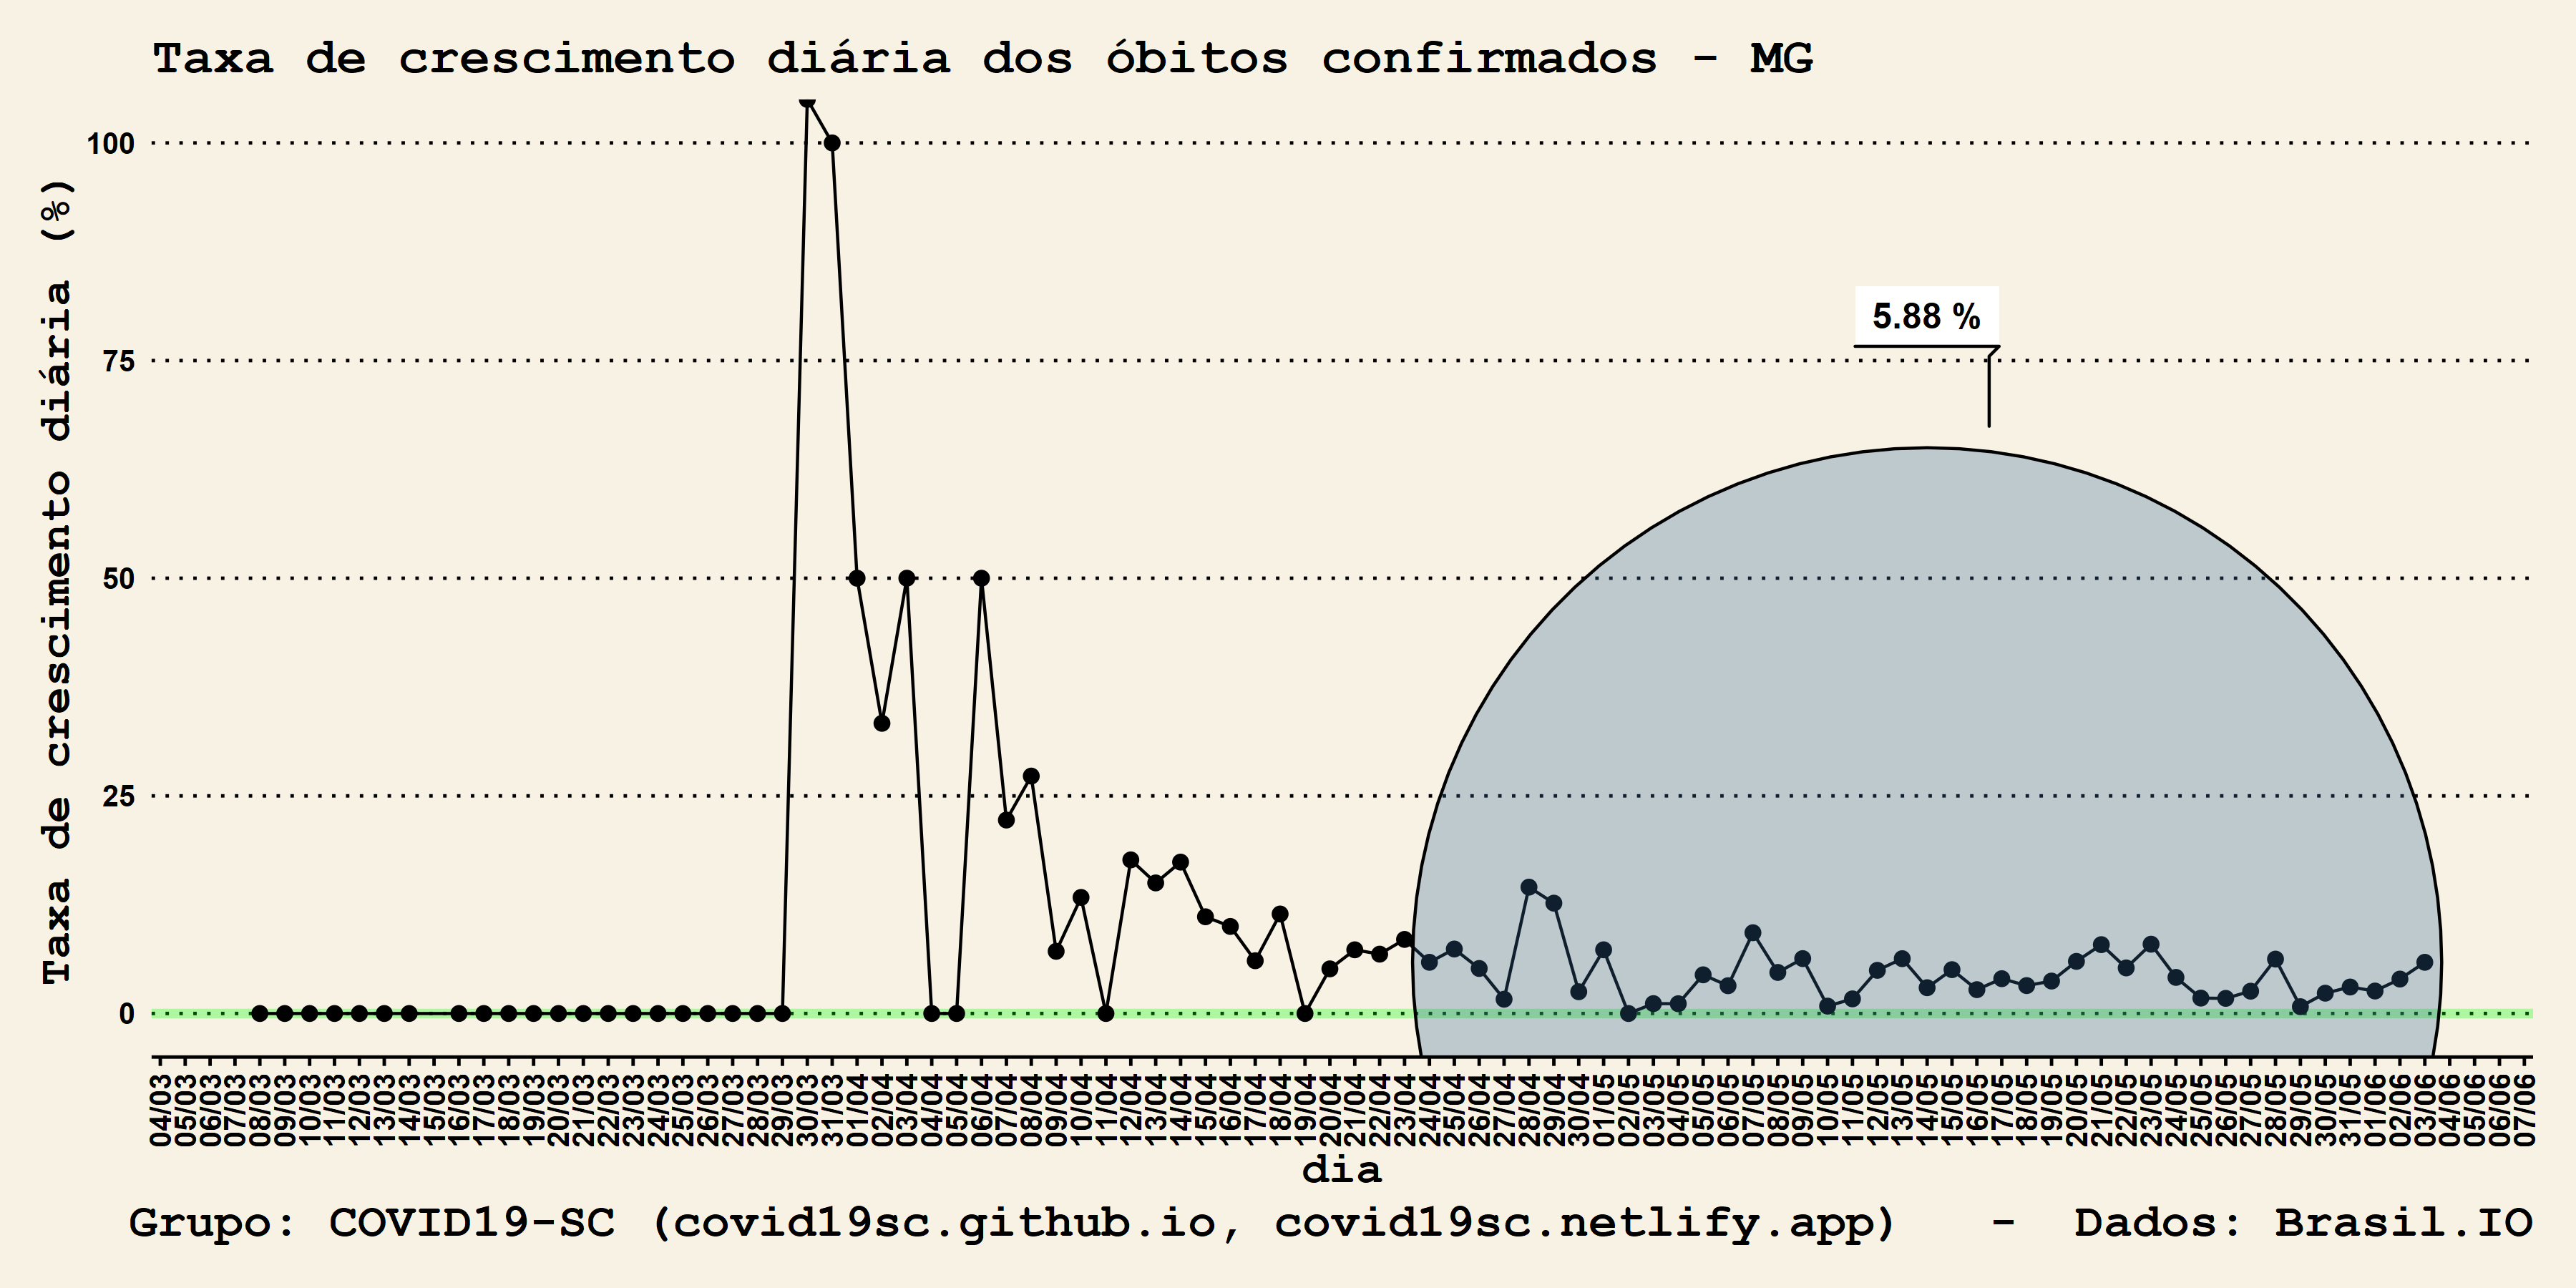 Taxa de crescimento diária dos óbitos confirmados - MG
Taxa de crescimento diária (%)
100
75
50
25
0
5.88 %
04/03 05/03 06/03 07/03 08/03 09/03 10/03 11/03 12/03 13/03 14/03 15/03 16/03 17/03 18/03 19/03 20/03 21/03 22/03 23/03 24/03 25/03 26/03 27/03 28/03 29/03 30/03 31/03 01/04 02/04 03/04 04/04 05/04 06/04 07/04 08/04 09/04 10/04 11/04 12/04 13/04 14/04 15/04 16/04 17/04 18/04 19/04 20/04 21/04 22/04 23/04 24/04 25/04 26/04 27/04 28/04 29/04 30/04 01/05 02/05 03/05 04/05 05/05 06/05 07/05 08/05 09/05 10/05 11/05 12/05 13/05 14/05 15/05 16/05 17/05 18/05 19/05 20/05 21/05 22/05 23/05 24/05 25/05 26/05 27/05 28/05 29/05 30/05 31/05 01/06 02/06 03/06 04/06 05/06 06/06 07/06
dia
Grupo: COVID19-SC (covid19sc.github.io, covid19sc.netlify.app) - Dados: Brasil.IO